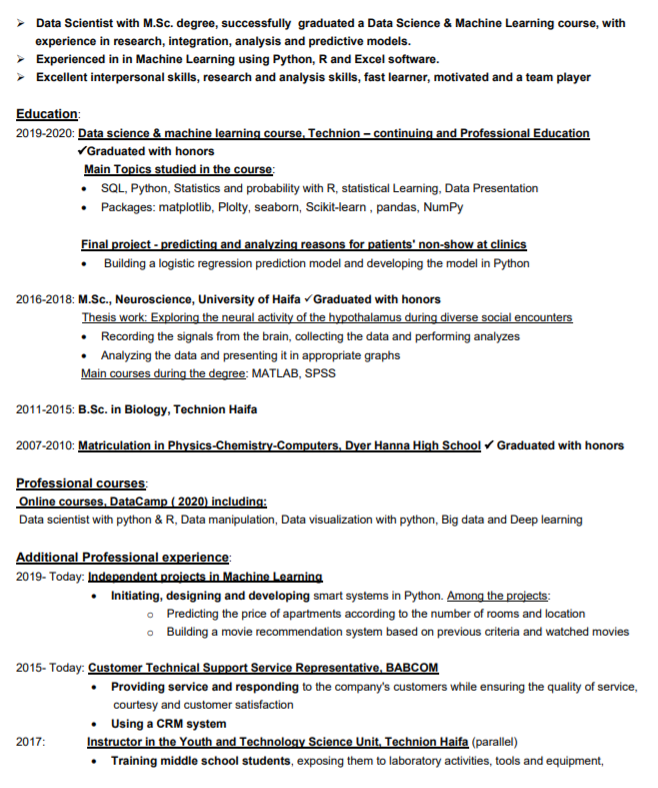 ➢ Data Scientist with M.Sc. degree, successfully graduated a Data Science & Machine Learning course, with
experience in research, integration, analysis and predictive models.
➢ Experienced in in Machine Learning using Python, R and Excel software.
➢ Excellent interpersonal skills, research and analysis skills, fast learner, motivated and a team player
Education:
2019-2020: Data science & machine learning course, Technion – continuing and Professional Education
✓Graduated with honors
Main Topics studied in the course:
• SQL, Python, Statistics and probability with R, statistical Learning, Data Presentation
• Packages: matplotlib, Plolty, seaborn, Scikit-learn , pandas, NumPy
Final project - predicting and analyzing reasons for patients' non-show at clinics
• Building a logistic regression prediction model and developing the model in Python
2016-2018: M.Sc., Neuroscience, University of Haifa ✓Graduated with honors
Thesis work: Exploring the neural activity of the hypothalamus during diverse social encounters
• Recording the signals from the brain, collecting the data and performing analyzes
• Analyzing the data and presenting it in appropriate graphs
Main courses during the degree: MATLAB, SPSS
2011-2015: B.Sc. in Biology, Technion Haifa
2007-2010: Matriculation in Physics-Chemistry-Computers, Dyer Hanna High School ✓ Graduated with honors
Professional courses:
Online courses, DataCamp ( 2020) including:
Data scientist with python & R, Data manipulation, Data visualization with python, Big data and Deep learning
Additional Professional experience:
2019- Today: Independent projects in Machine Learning
• Initiating, designing and developing smart systems in Python. Among the projects:
o Predicting the price of apartments according to the number of rooms and location
o Building a movie recommendation system based on previous criteria and watched movies
2015- Today: Customer Technical Support Service Representative, BABCOM
• Providing service and responding to the company's customers while ensuring the quality of service,
courtesy and customer satisfaction
• Using a CRM system
2017: Instructor in the Youth and Technology Science Unit, Technion Haifa (parallel)
• Training middle school students, exposing them to laboratory activities, tools and equipment,